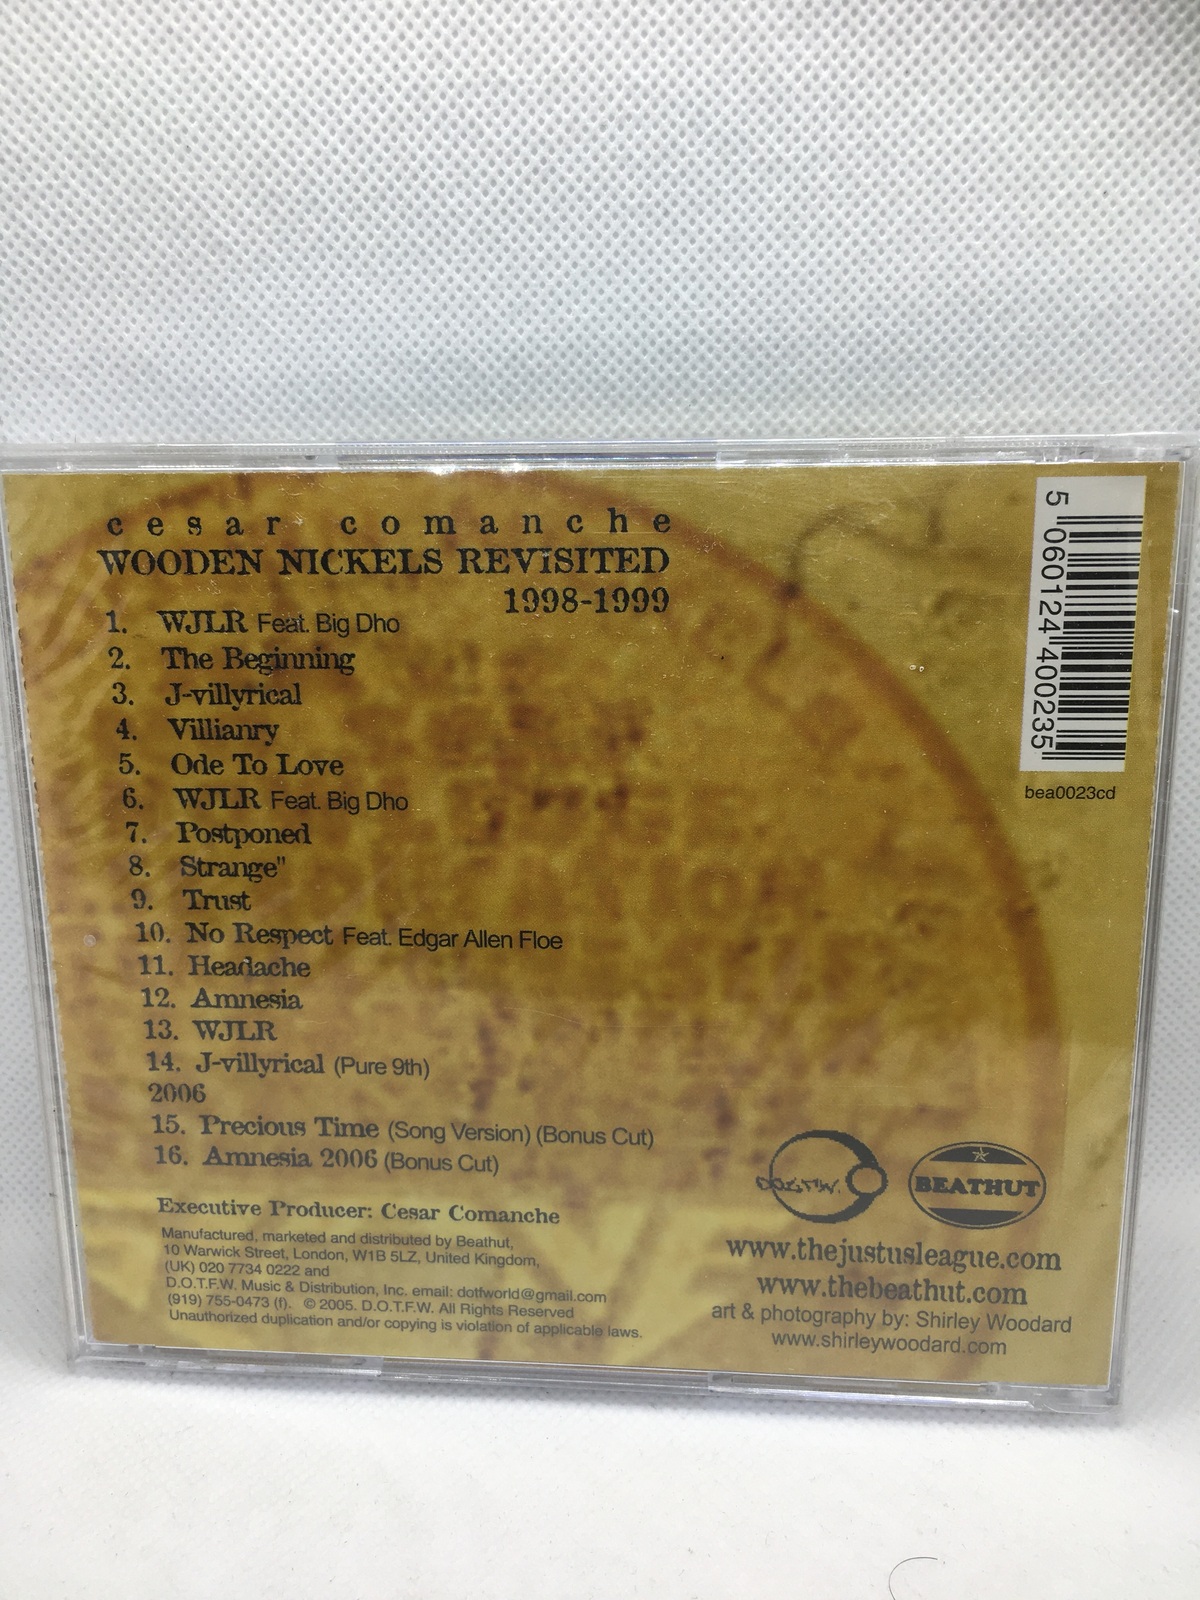 cesar comanche
WOODEN NICKELS REVISITED
1998-1999
1. WJLR Feat. Big Dho
2. The Beginning
3. J-villyrical
4. Villianry
5. Ode To Love
6. WJLR Feat. Big Dho
7. Postponed
8. Strange"
9. Trust
10. No Respect Feat. Edgar Allen Floe
11. Headache
12. Amnesia
13. WJLR
14. J-villyrical (Pure 9th)
2006
15. Precious Time (Song Version) (Bonus Cut)
16. Amnesia 2006 (Bonus Cut)
Executive Producer: Cesar Comanche
Manufactured, marketed and distributed by Beathut,
10 Warwick Street, London, W1B 5LZ, United Kingdom,
(UK) 020 7734 0222 and
D.O.T.F.W. Music & Distribution, Inc. email: dotfworld@gmail.com
(919) 755-0473 (f). © 2005. D.O.T.F.W. All Rights Reserved
Unauthorized duplication and/or copying is violation of applicable laws.
5 060124 400235
bea0023cd
D.O.T.F.W.
BEATHUT
www.thejustusleague.com
www.thebeathut.com
art & photography by: Shirley Woodard
www.shirleywoodard.com